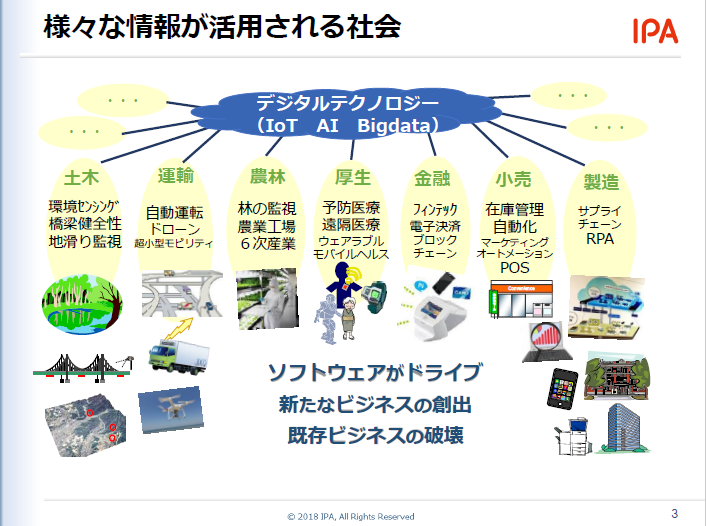 様々な情報が活用される社会
IPA
デジタルテクノロジー
（IoT　AI　Bigdata）
・・・
・・・
・・・
・・・
土木
環境ｾﾝｼﾝｸﾞ
橋梁健全性
地滑り監視
運輸
自動運転
ドローン
超小型モビリティ
農林
林の監視
農業工場
６次産業
厚生
予防医療
遠隔医療
ウェアラブル
モバイルヘルス
金融
ﾌｨﾝﾃｯｸ
電子決済
ブロック
チェーン
小売
在庫管理
自動化
マーケティング
オートメーション
POS
製造
サプライ
チェーン
RPA
Convenience
ソフトウェアがドライブ
新たなビジネスの創出
既存ビジネスの破壊
© 2018 IPA, All Rights Reserved
3